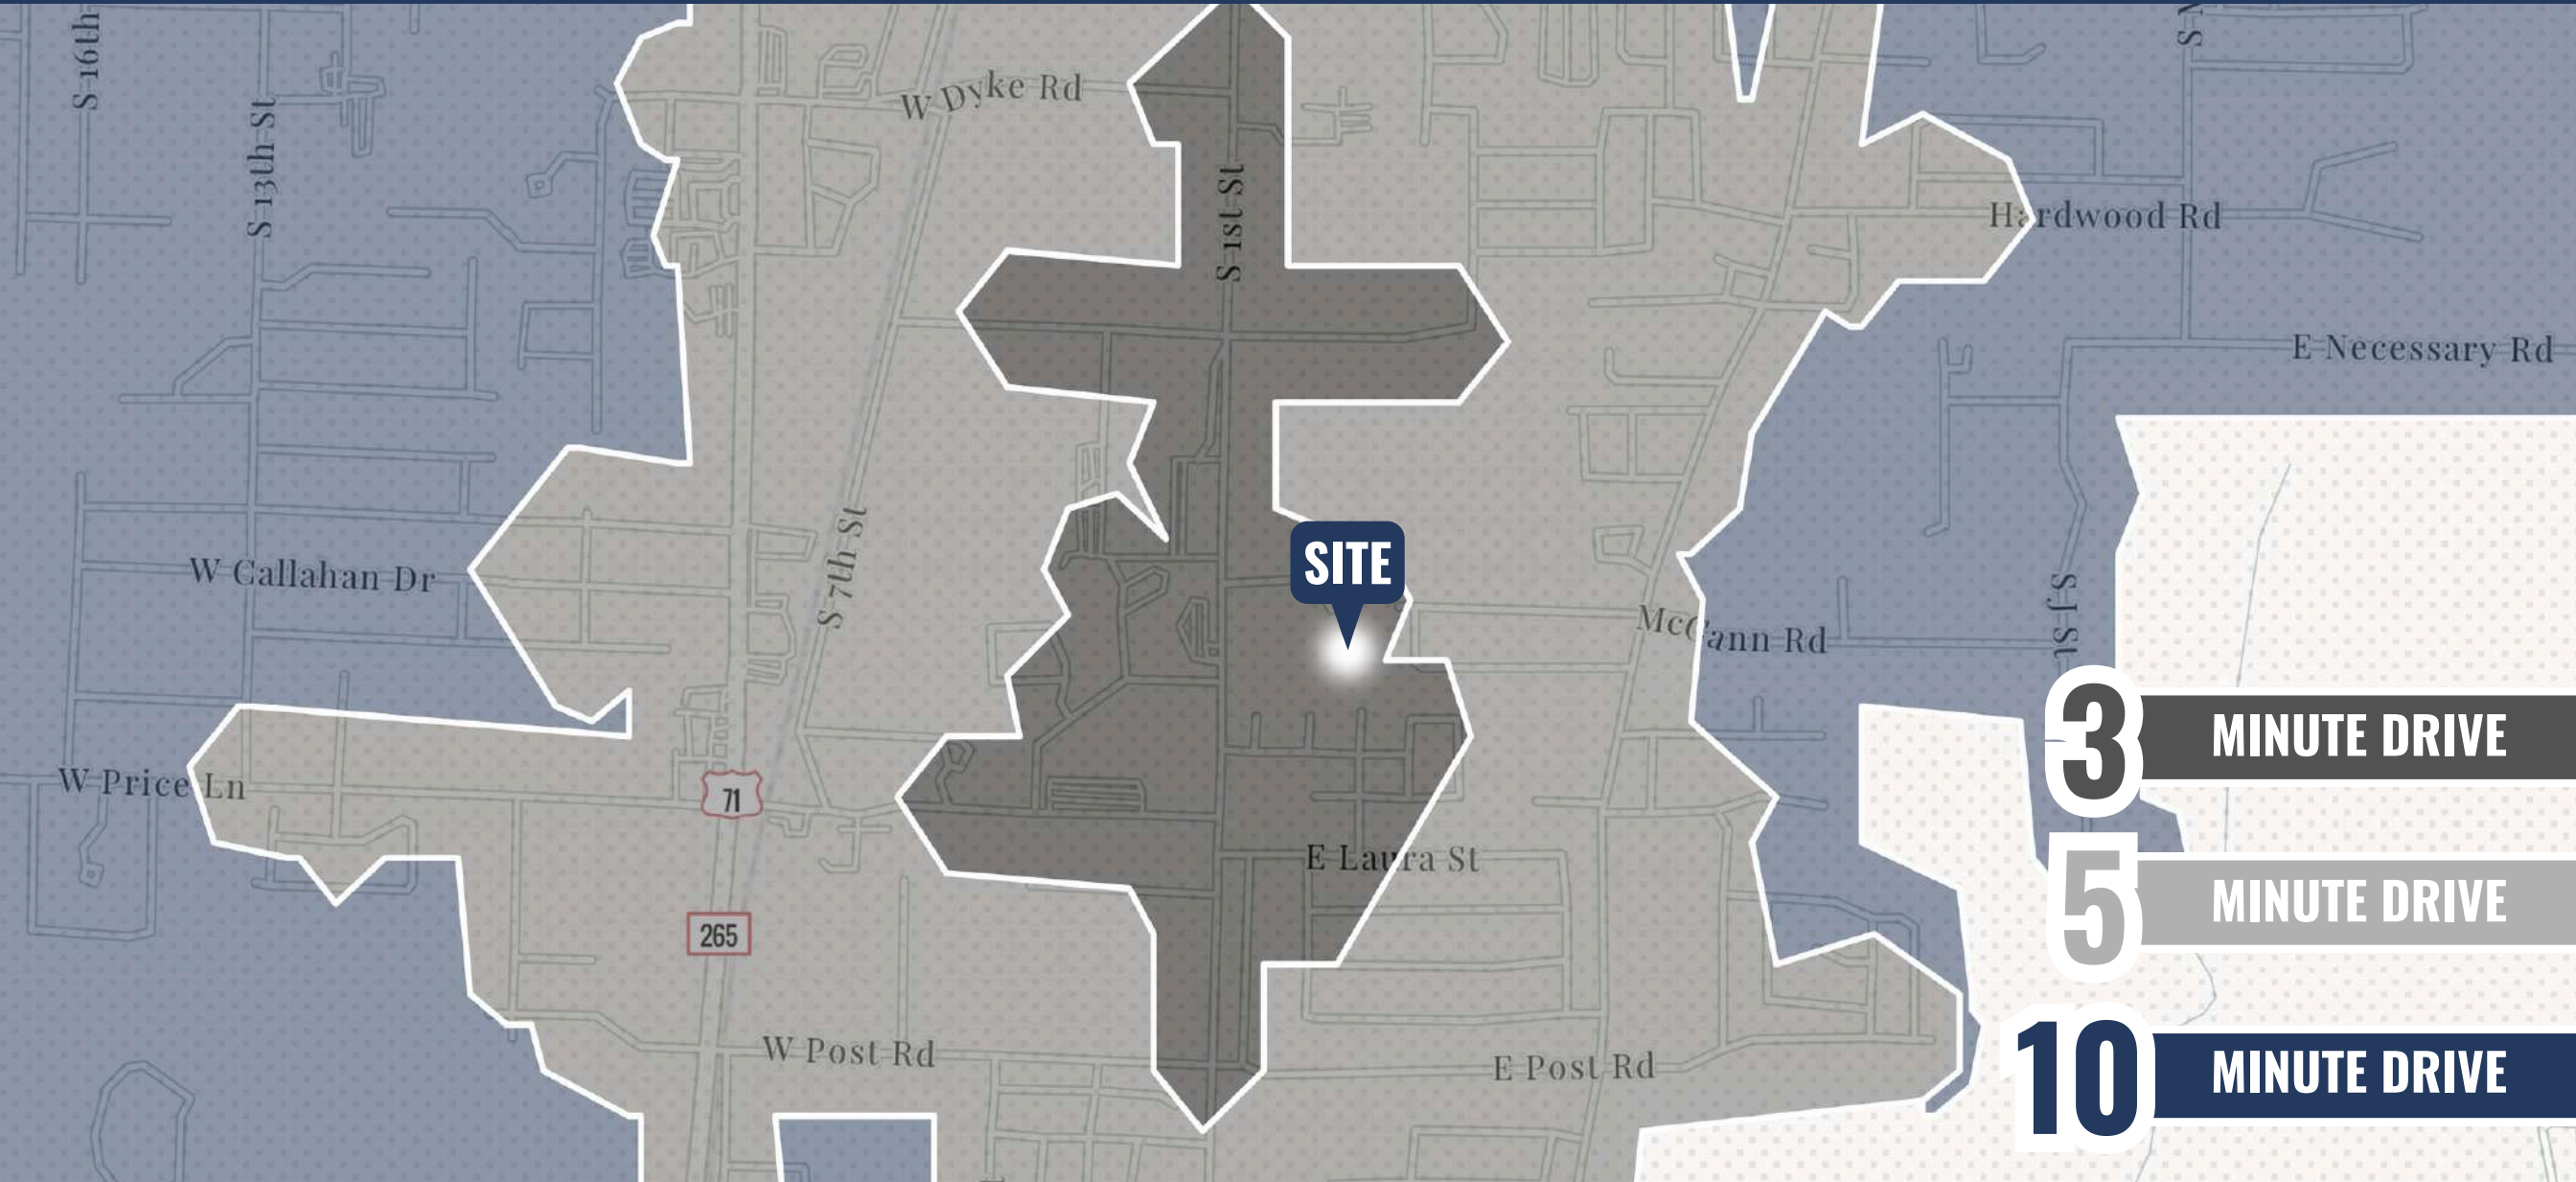 S 16th
S 13th St
W Dyke Rd
S 1st St
S
Hardwood Rd
E Necessary Rd
S 7th St
SITE
W Callahan Dr
McCann Rd
S J St
W Price Ln
71
E Laura St
265
W Post Rd
E Post Rd
3 MINUTE DRIVE
5 MINUTE DRIVE
10 MINUTE DRIVE